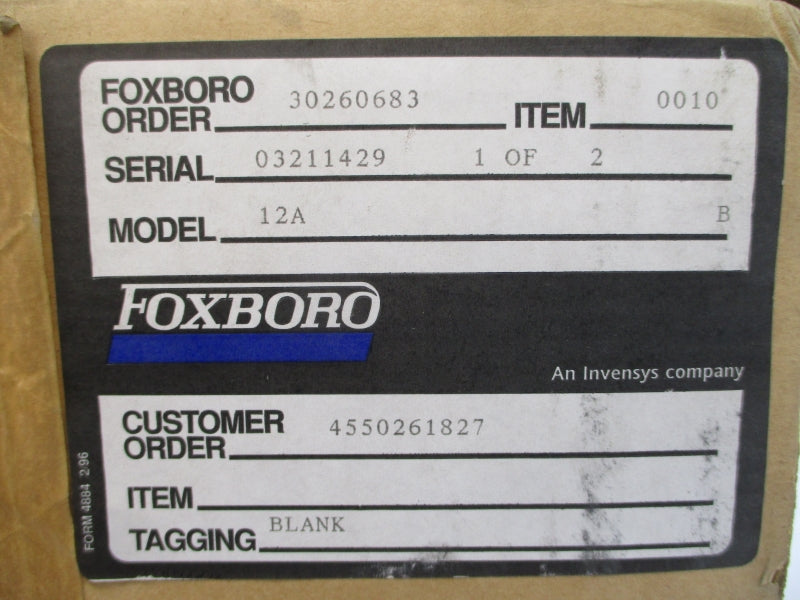 FOXBORO ORDER 30260683 ITEM 0010
SERIAL 03211429 1 OF 2
MODEL 12A B
FOXBORO
An Invensys company
CUSTOMER ORDER 4550261827
ITEM
TAGGING BLANK
FORM 4884 2/96